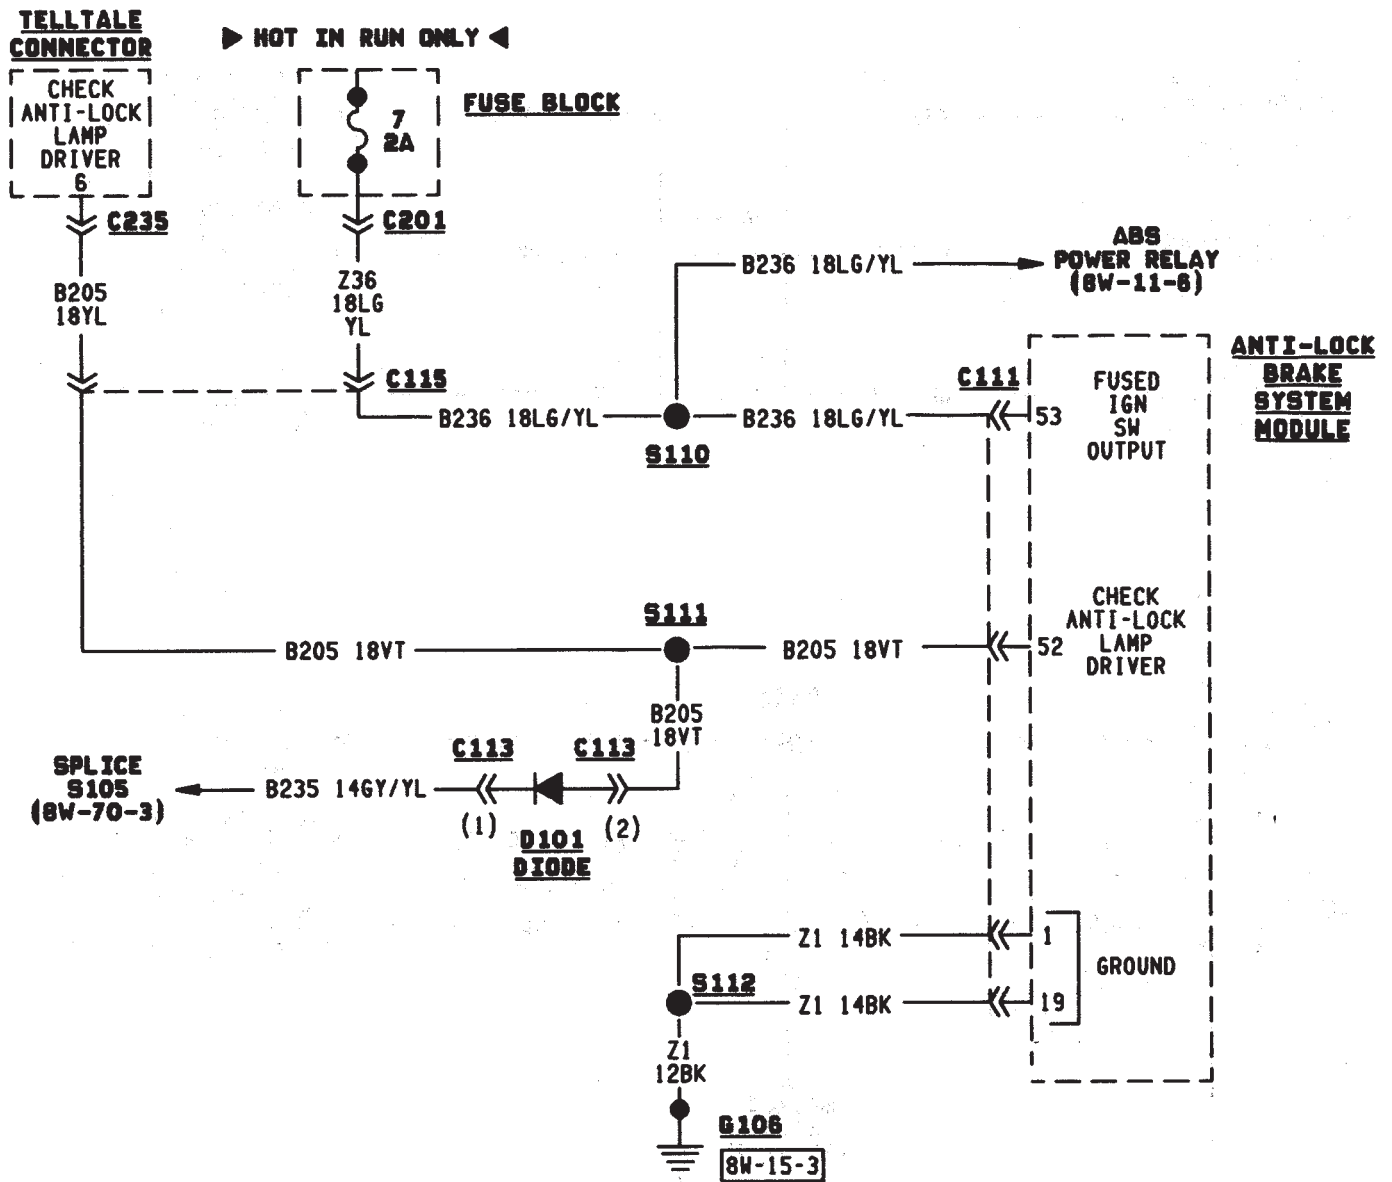 TELLTALE
CONNECTOR
CHECK
ANTI-LOCK
LAMP
DRIVER
6
C235
B205
18YL
HOT IN RUN ONLY
7
2A
FUSE BLOCK
C201
Z36
18LG
YL
C115
B236 18LG/YL
S110
B236 18LG/YL
ABS
POWER RELAY
(8W-11-6)
B236 18LG/YL
C111
53
FUSED
IGN
SW
OUTPUT
ANTI-LOCK
BRAKE
SYSTEM
MODULE
B205 18VT
S111
B205 18VT
52
CHECK
ANTI-LOCK
LAMP
DRIVER
B205
18VT
SPLICE
S105
(8W-70-3)
B235 14GY/YL
C113
(1)
C113
(2)
D101
DIODE
Z1 14BK
1
GROUND
S112
Z1 14BK
19
Z1
12BK
G106
8W-15-3